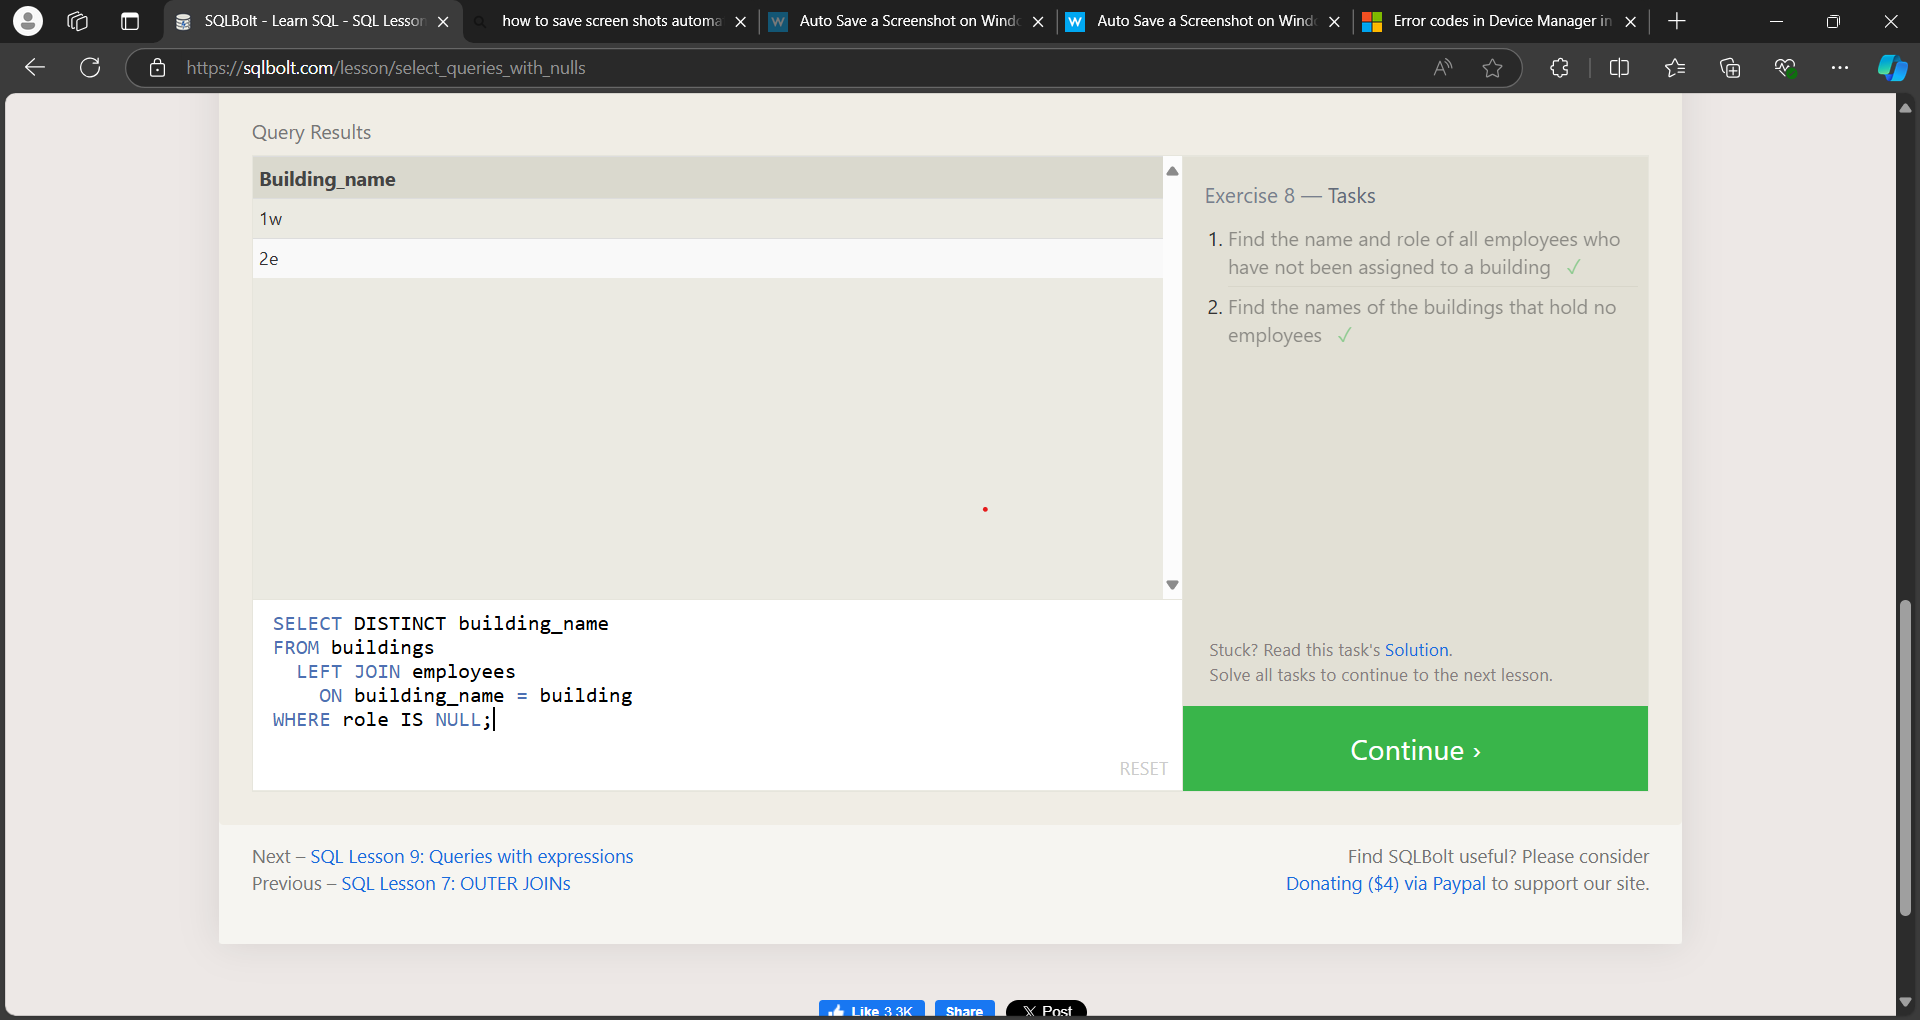 SQLBolt - Learn SQL - SQL Lesson
how to save screen shots automa
Auto Save a Screenshot on Windo
Auto Save a Screenshot on Windo
Error codes in Device Manager in
https://sqlbolt.com/lesson/select_queries_with_nulls
Query Results
Building_name
1w
2e
Exercise 8 — Tasks
1. Find the name and role of all employees who
have not been assigned to a building ✓
2. Find the names of the buildings that hold no
employees ✓
SELECT DISTINCT building_name
FROM buildings
LEFT JOIN employees
ON building_name = building
WHERE role IS NULL;
RESET
Stuck? Read this task's Solution.
Solve all tasks to continue to the next lesson.
Continue ›
Next – SQL Lesson 9: Queries with expressions
Previous – SQL Lesson 7: OUTER JOINs
Find SQLBolt useful? Please consider
Donating ($4) via Paypal to support our site.
Like 3.3K
Share
X Post